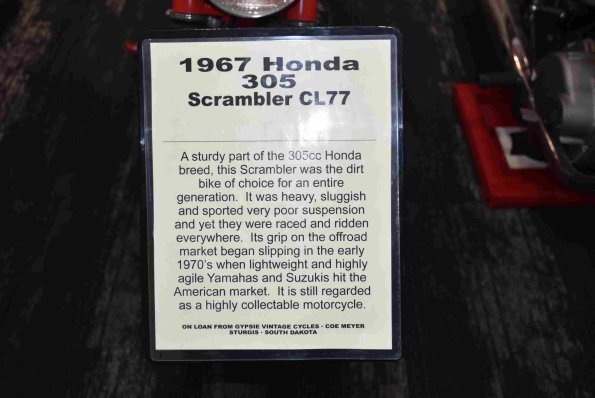 1967 Honda
305
Scrambler CL77
A sturdy part of the 305cc Honda
breed, this Scrambler was the dirt
bike of choice for an entire
generation. It was heavy, sluggish
and sported very poor suspension
and yet they were raced and ridden
everywhere. Its grip on the offroad
market began slipping in the early
1970's when lightweight and highly
agile Yamahas and Suzukis hit the
American market. It is still regarded
as a highly collectable motorcycle.
ON LOAN FROM GYPSIE VINTAGE CYCLES - COE MEYER
STURGIS - SOUTH DAKOTA